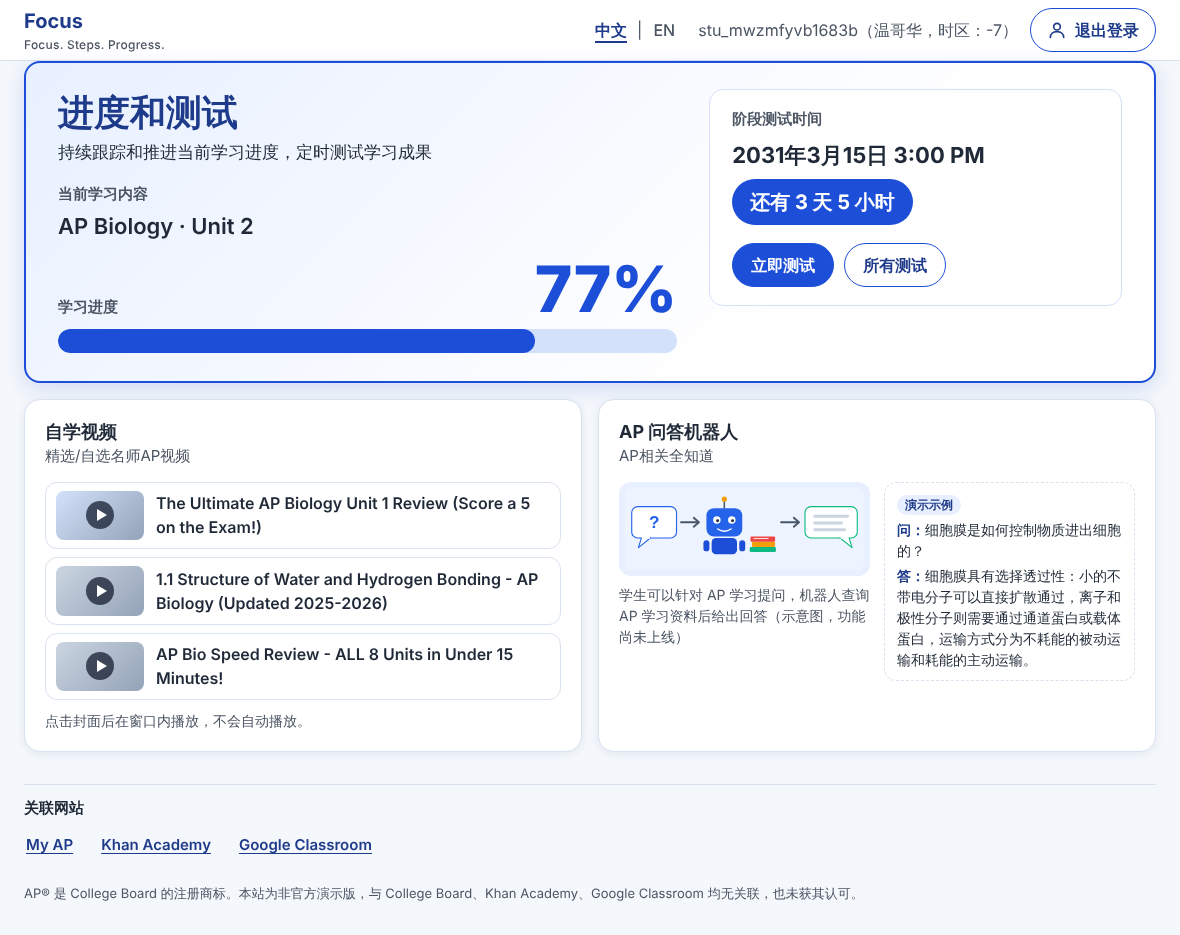 Focus
Focus. Steps. Progress.
中文 | EN stu_mwzmfyvb1683b（温哥华，时区：-7） 退出登录
进度和测试
持续跟踪和推进当前学习进度，定时测试学习成果
当前学习内容
AP Biology · Unit 2
学习进度
77%
阶段测试时间
2031年3月15日 3:00 PM
还有 3 天 5 小时
立即测试 所有测试
自学视频
精选/自选名师AP视频
The Ultimate AP Biology Unit 1 Review (Score a 5
on the Exam!)
1.1 Structure of Water and Hydrogen Bonding - AP
Biology (Updated 2025-2026)
AP Bio Speed Review - ALL 8 Units in Under 15
Minutes!
点击封面后在窗口内播放，不会自动播放。
AP 问答机器人
AP相关全知道
?
学生可以针对 AP 学习提问，机器人查询
AP 学习资料后给出回答（示意图，功能
尚未上线）
演示示例
问：细胞膜是如何控制物质进出细胞
的？
答：细胞膜具有选择透过性：小的不
带电分子可以直接扩散通过，离子和
极性分子则需要通过通道蛋白或载体
蛋白，运输方式分为不耗能的被动运
输和耗能的主动运输。
关联网站
My AP Khan Academy Google Classroom
AP® 是 College Board 的注册商标。本站为非官方演示版，与 College Board、Khan Academy、Google Classroom 均无关联，也未获其认可。